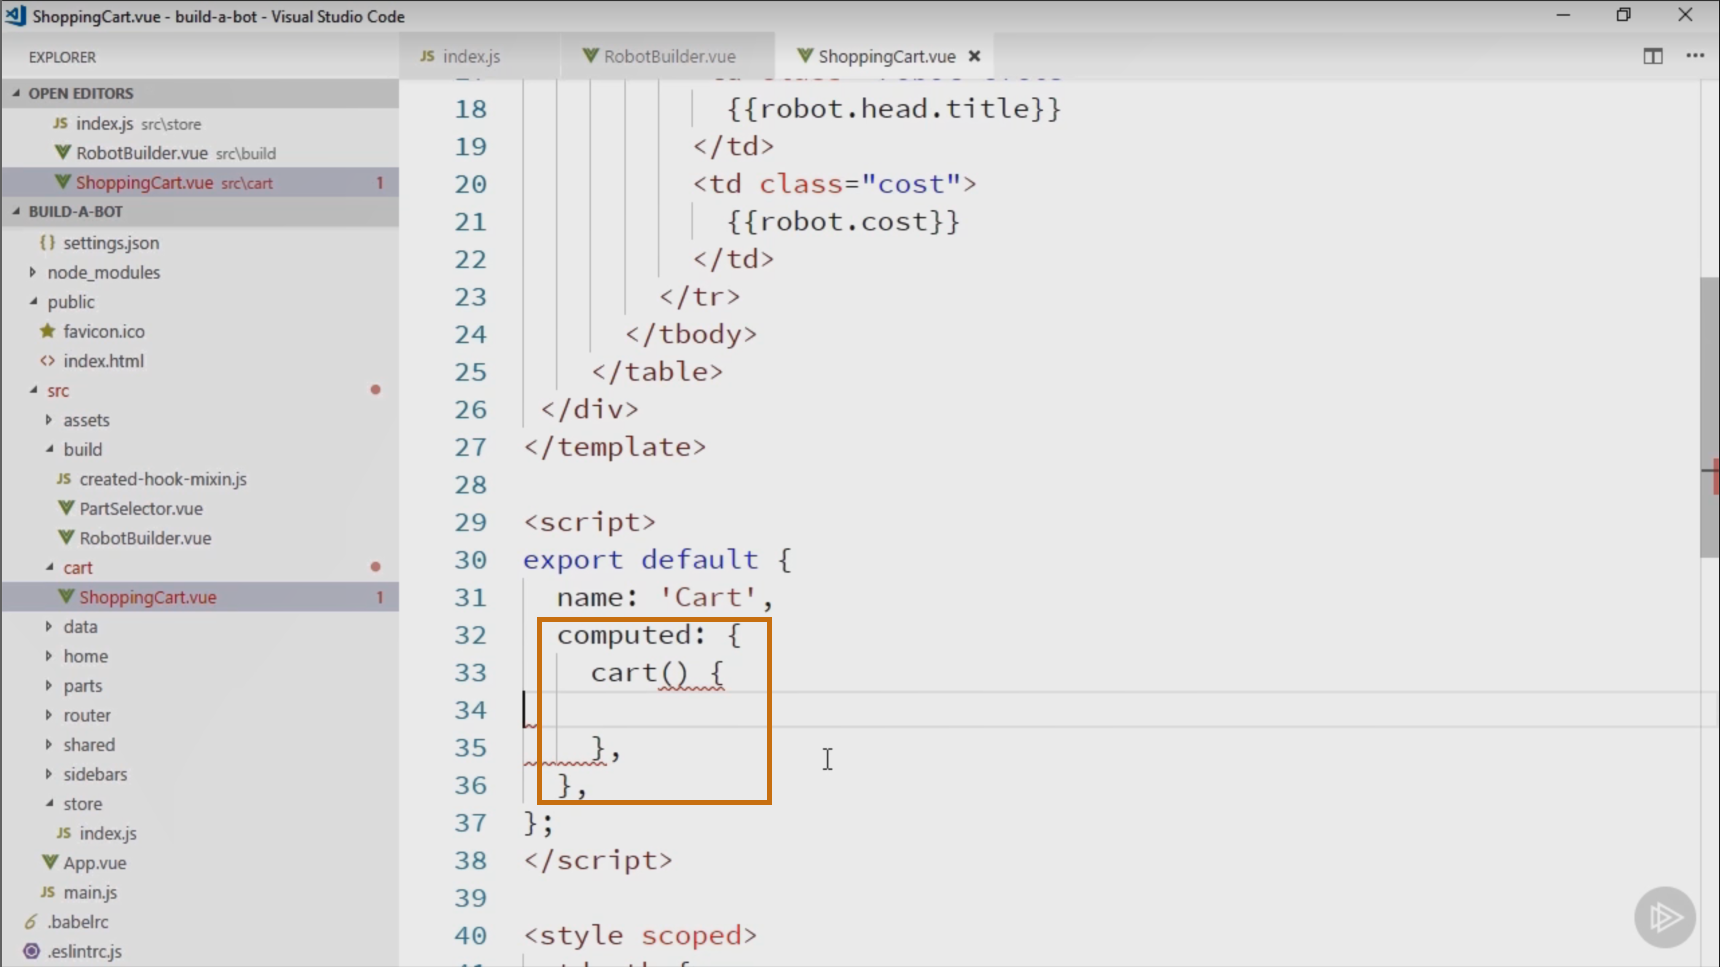 ShoppingCart.vue - build-a-bot - Visual Studio Code
EXPLORER
OPEN EDITORS
JS index.js src\store
RobotBuilder.vue src\build
ShoppingCart.vue src\cart 1
BUILD-A-BOT
{} settings.json
node_modules
public
favicon.ico
<> index.html
src
assets
build
JS created-hook-mixin.js
PartSelector.vue
RobotBuilder.vue
cart
ShoppingCart.vue 1
data
home
parts
router
shared
sidebars
store
JS index.js
App.vue
JS main.js
.babelrc
.eslintrc.js
JS index.js
RobotBuilder.vue
ShoppingCart.vue
18 {{robot.head.title}}
19 </td>
20 <td class="cost">
21 {{robot.cost}}
22 </td>
23 </tr>
24 </tbody>
25 </table>
26 </div>
27 </template>
28
29 <script>
30 export default {
31 name: 'Cart',
32 computed: {
33 cart() {
34
35 },
36 },
37 };
38 </script>
39
40 <style scoped>